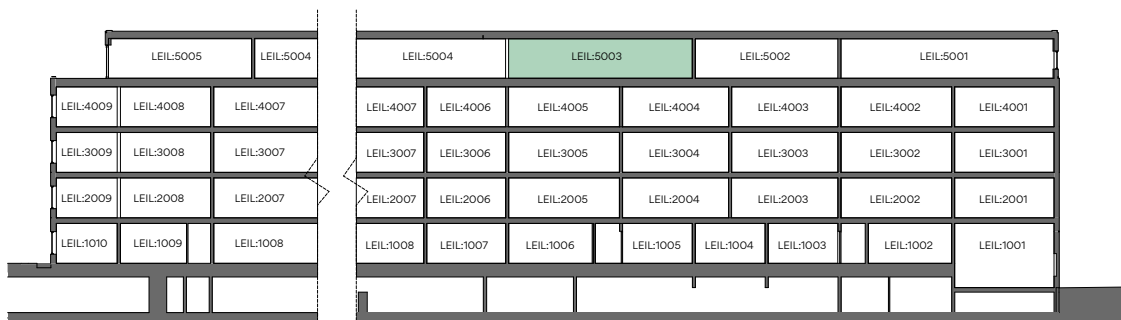 LEIL:5005 LEIL:5004 LEIL:5004 LEIL:5003 LEIL:5002 LEIL:5001
LEIL:4009 LEIL:4008 LEIL:4007 LEIL:4007 LEIL:4006 LEIL:4005 LEIL:4004 LEIL:4003 LEIL:4002 LEIL:4001
LEIL:3009 LEIL:3008 LEIL:3007 LEIL:3007 LEIL:3006 LEIL:3005 LEIL:3004 LEIL:3003 LEIL:3002 LEIL:3001
LEIL:2009 LEIL:2008 LEIL:2007 LEIL:2007 LEIL:2006 LEIL:2005 LEIL:2004 LEIL:2003 LEIL:2002 LEIL:2001
LEIL:1010 LEIL:1009 LEIL:1008 LEIL:1008 LEIL:1007 LEIL:1006 LEIL:1005 LEIL:1004 LEIL:1003 LEIL:1002 LEIL:1001